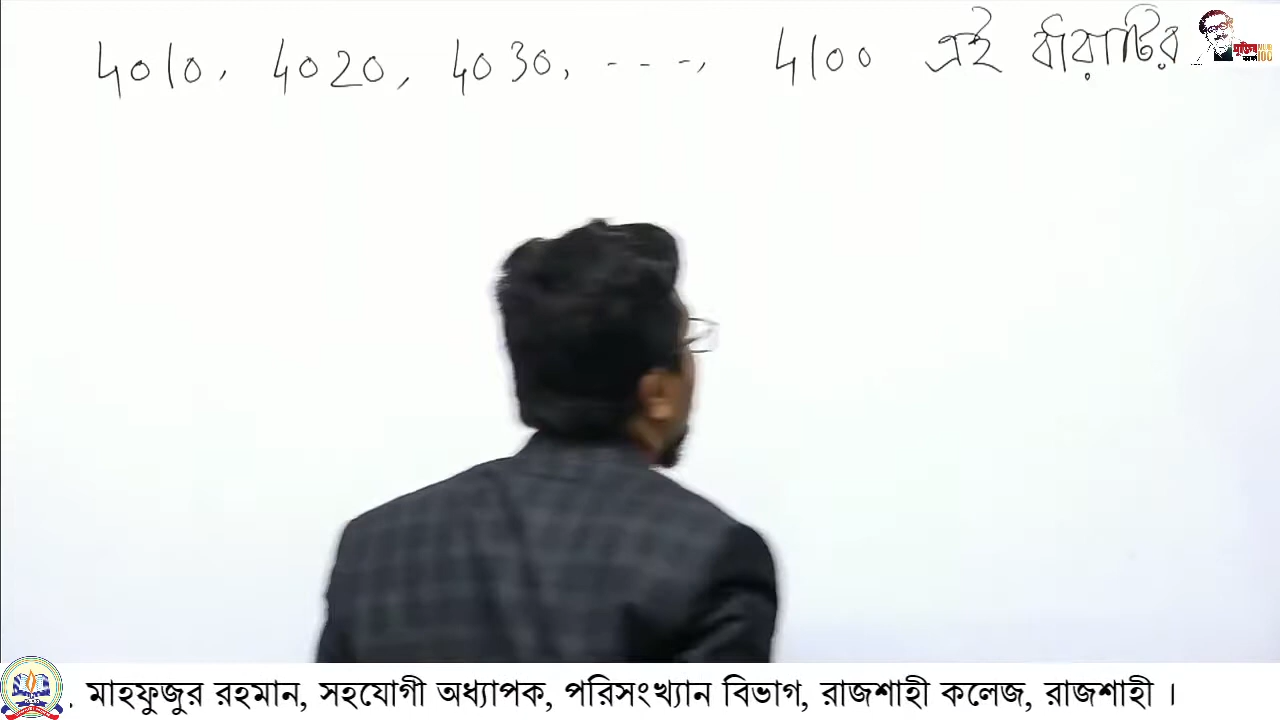 4010, 4020, 4030, - - -, 4100 এই ধারাটির
. মাহফুজুর রহমান, সহযোগী অধ্যাপক, পরিসংখ্যান বিভাগ, রাজশাহী কলেজ, রাজশাহী ।